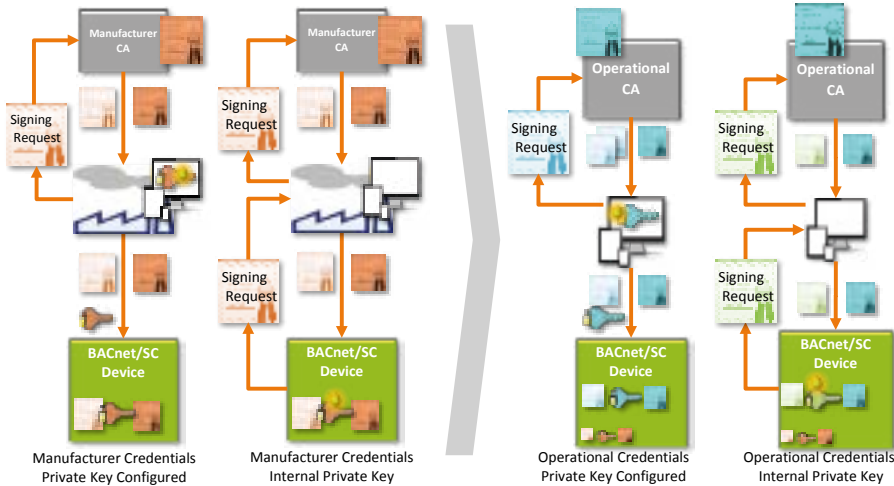 Manufacturer
CA
Signing
Request
BACnet/SC
Device
Manufacturer Credentials
Private Key Configured
Manufacturer
CA
Signing
Request
Signing
Request
BACnet/SC
Device
Manufacturer Credentials
Internal Private Key
Operational
CA
Signing
Request
BACnet/SC
Device
Operational Credentials
Private Key Configured
Operational
CA
Signing
Request
Signing
Request
BACnet/SC
Device
Operational Credentials
Internal Private Key